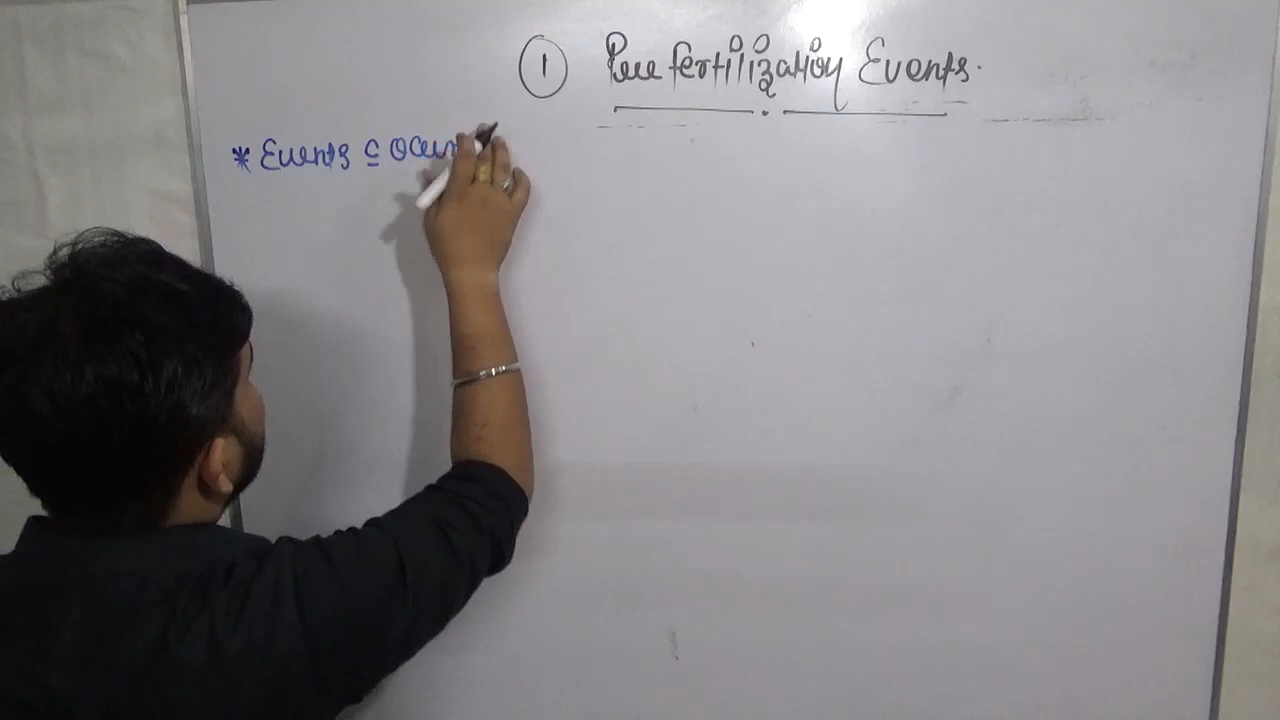 ① Pre fertilization Events.
* Events c̲ Occur